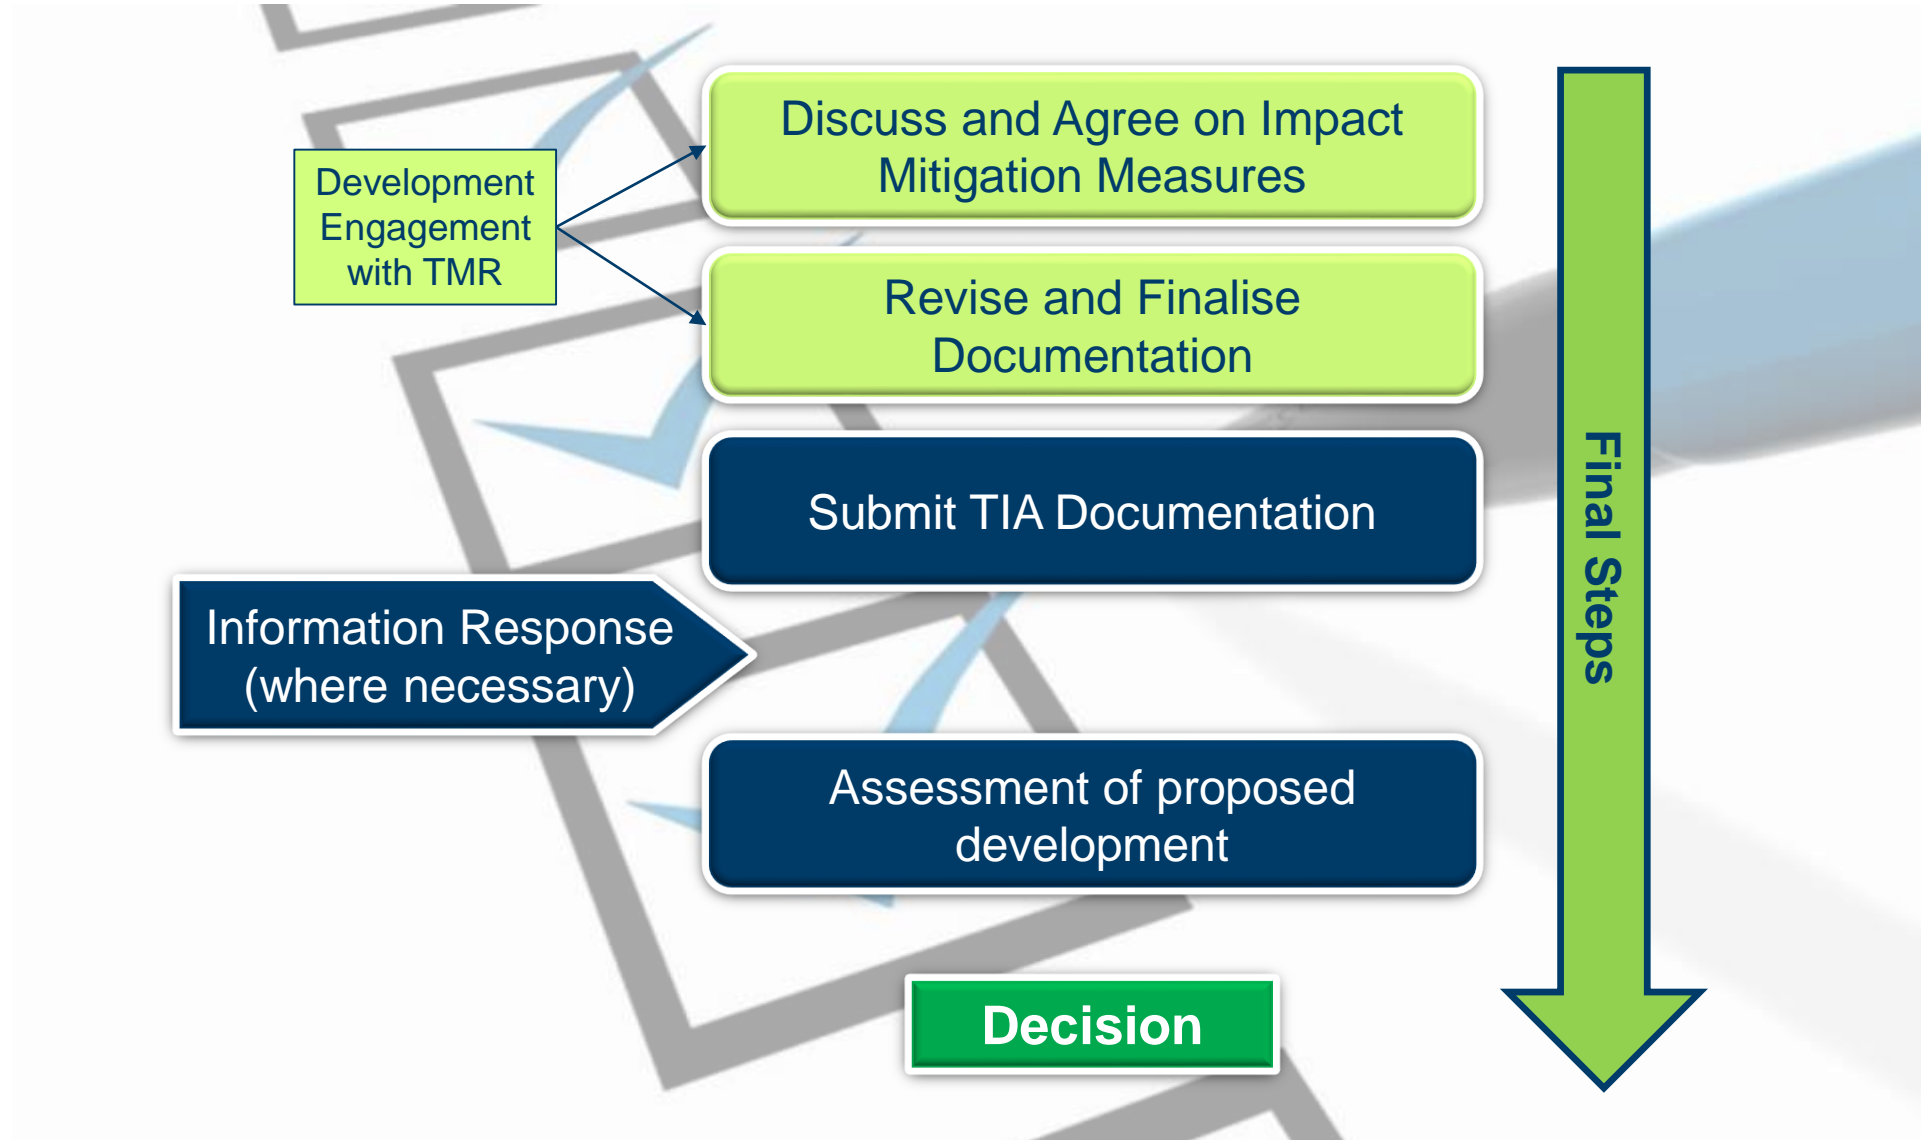 Discuss and Agree on Impact
Mitigation Measures
Development
Engagement
with TMR
Revise and Finalise
Documentation
Submit TIA Documentation
Information Response
(where necessary)
Assessment of proposed
development
Decision
Final Steps